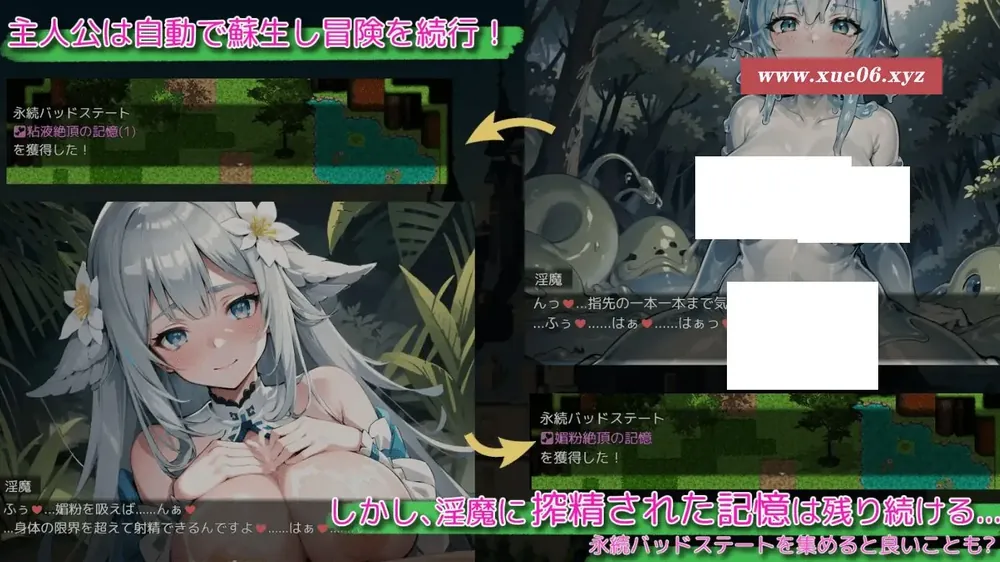 主人公は自動で蘇生し冒険を続行！
www.xue06.xyz
永続バッドステート
粘液絶頂の記憶(1)
を獲得した！
淫魔
んっ♥…指先の一本一本まで気
…ふぅ♥……はぁ♥……はぁっ♥
永続バッドステート
媚粉絶頂の記憶
を獲得した！
淫魔
ふぅ♥…媚粉を吸えば……んぁ♥
…身体の限界を超えて射精できるんですよ♥……はぁ♥……
しかし、淫魔に搾精された記憶は残り続ける…
永続バッドステートを集めると良いことも？